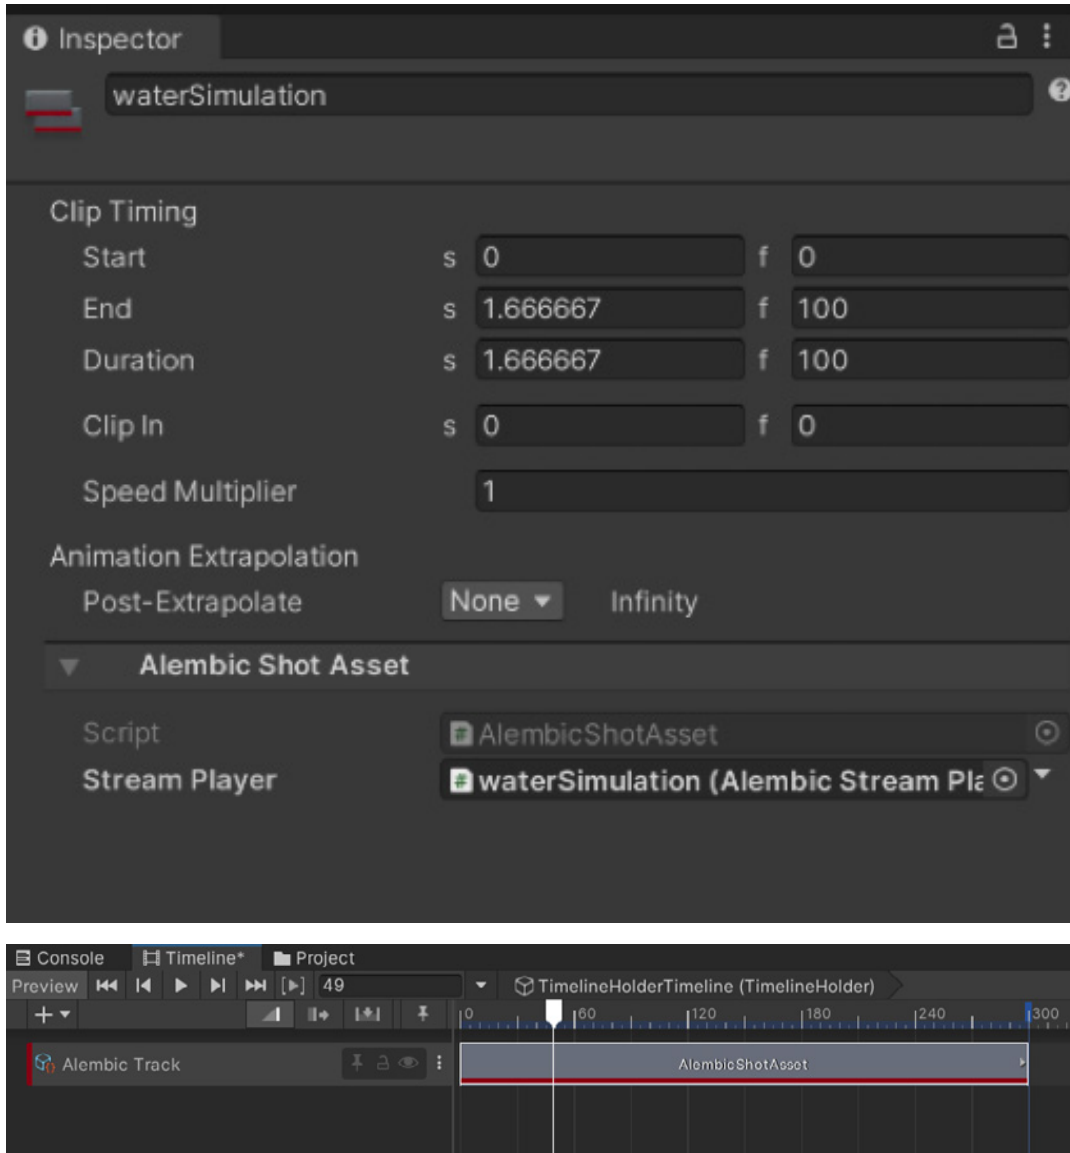 Inspector
waterSimulation
Clip Timing
Start s 0 f 0
End s 1.666667 f 100
Duration s 1.666667 f 100
Clip In s 0 f 0
Speed Multiplier 1
Animation Extrapolation
Post-Extrapolate None Infinity
Alembic Shot Asset
Script # AlembicShotAsset
Stream Player # waterSimulation (Alembic Stream Pla
Console Timeline* Project
Preview 49 TimelineHolderTimeline (TimelineHolder)
0 60 120 180 240 300
Alembic Track AlembicShotAsset